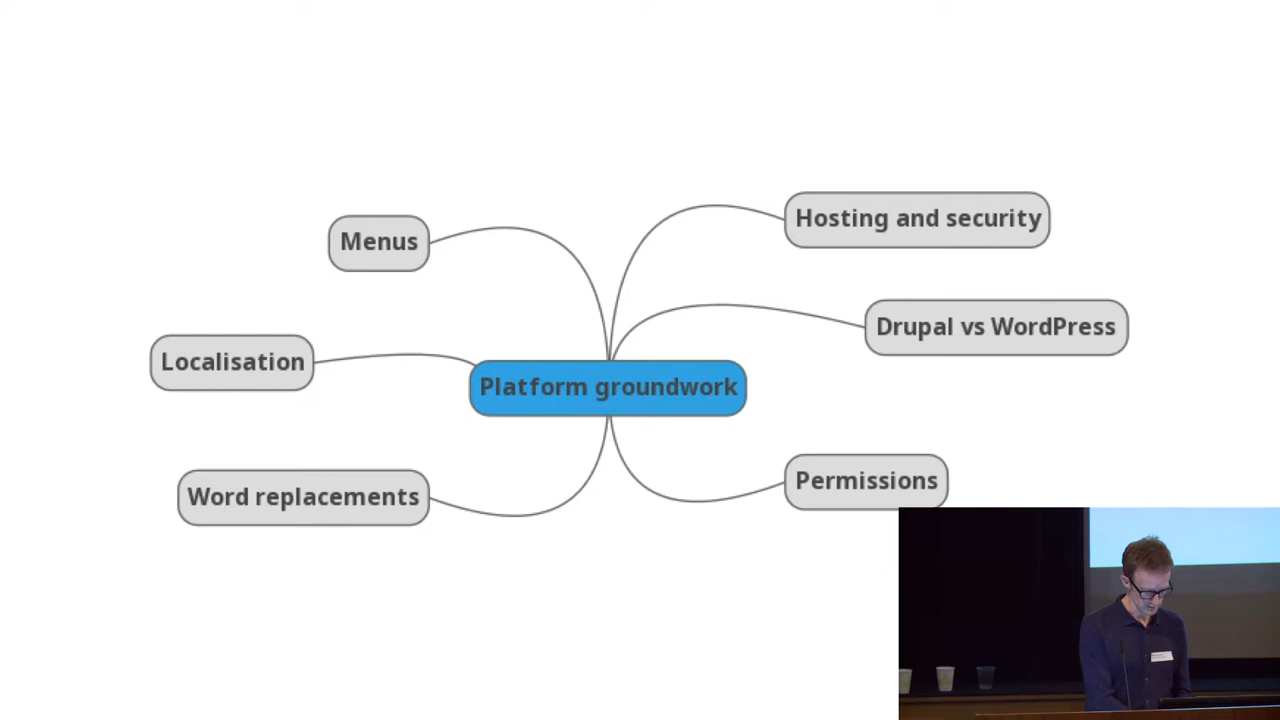 Hosting and security
Menus
Drupal vs WordPress
Localisation
Platform groundwork
Permissions
Word replacements